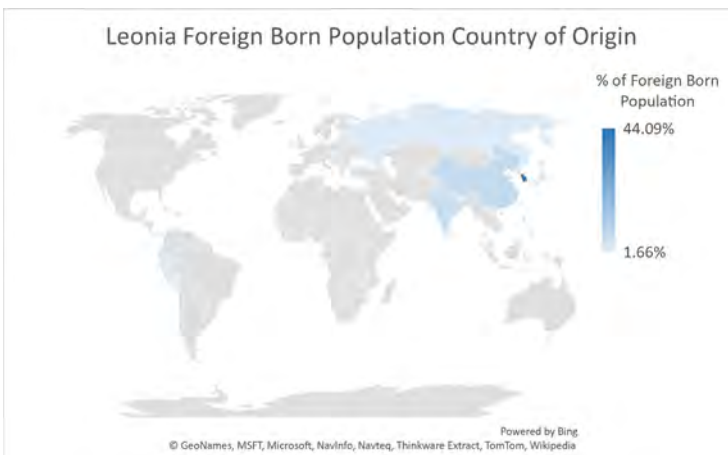 Leonia Foreign Born Population Country of Origin
% of Foreign Born
Population
44.09%
1.66%
Powered by Bing
© GeoNames, MSFT, Microsoft, NavInfo, Navteq, Thinkware Extract, TomTom, Wikipedia